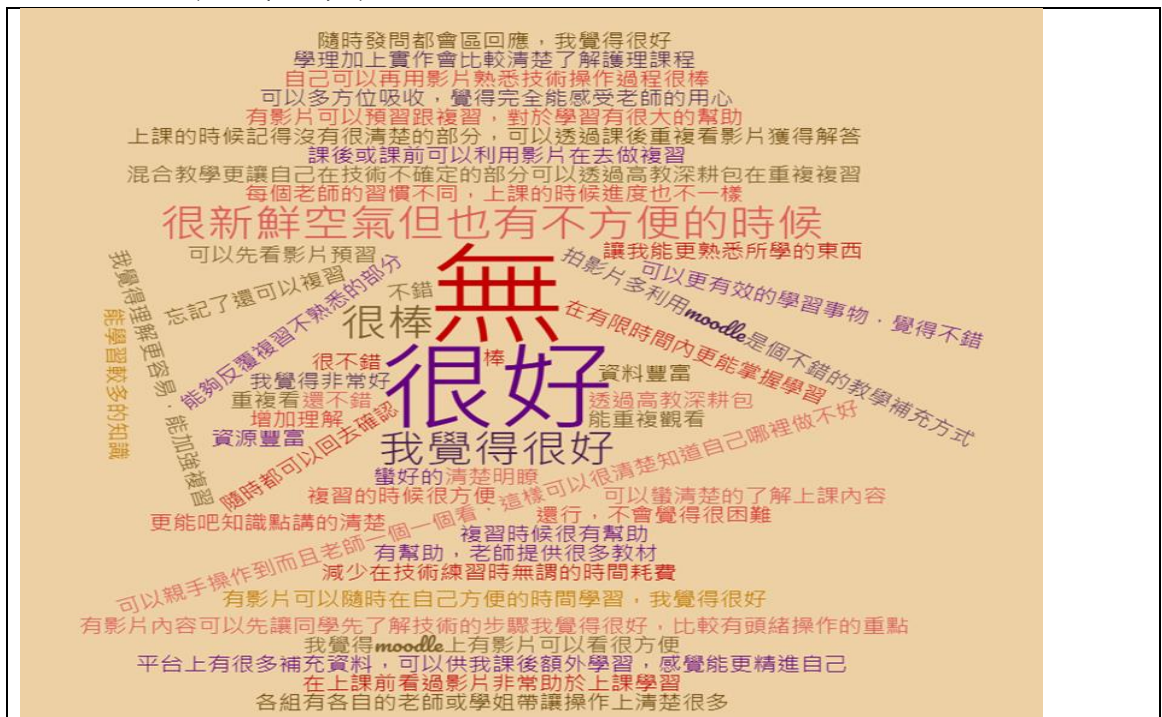 隨時發問都會區回應，我覺得很好
學理加上實作會比較清楚了解護理課程
自己可以再用影片熟悉技術操作過程很棒
可以多方位吸收，覺得完全能感受老師的用心
有影片可以預習跟複習，對於學習有很大的幫助
上課的時候記得沒有很清楚的部分，可以透過課後重複看影片獲得解答
課後或課前可以利用影片在去做複習
混合教學更讓自己在技術不確定的部分可以透過高教深耕包在重複複習
每個老師的習慣不同，上課的時候進度也不一樣
很新鮮空氣但也有不方便的時候
可以先看影片預習
無
讓我能更熟悉所學的東西
我覺得理解更容易，能加強複習
忘記了還可以複習
能夠反覆複習不熟悉的部分
不錯
拍影片多利用moodle是個不錯的教學補充方式
可以更有效的學習事物，覺得不錯
能學習較多的知識
很棒
在有限時間內更能掌握學習
很不錯
很好
棒
資料豐富
我覺得非常好
重複看
還不錯
透過高教深耕包
增加理解
能重複觀看
資源豐富
隨時都可以回去確認
我覺得很好
蠻好的
清楚明瞭
可以親手操作到而且老師一個一個看，這樣可以很清楚知道自己哪裡做不好
複習的時候很方便
可以蠻清楚的了解上課內容
更能吧知識點講的清楚
還行，不會覺得很困難
複習時候很有幫助
有幫助，老師提供很多教材
減少在技術練習時無謂的時間耗費
有影片可以隨時在自己方便的時間學習，我覺得很好
有影片內容可以先讓同學先了解技術的步驟我覺得很好，比較有頭緒操作的重點
我覺得moodle上有影片可以看很方便
平台上有很多補充資料，可以供我課後額外學習，感覺能更精進自己
在上課前看過影片非常助於上課學習
各組有各自的老師或學姐帶讓操作上清楚很多